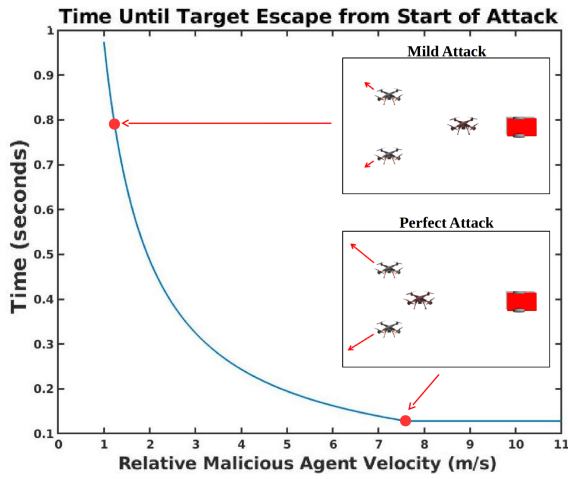 Time Until Target Escape from Start of Attack
1
0.9
0.8
0.7
0.6
0.5
0.4
0.3
0.2
0.1
Time (seconds)
Mild Attack
Perfect Attack
0 1 2 3 4 5 6 7 8 9 10 11
Relative Malicious Agent Velocity (m/s)